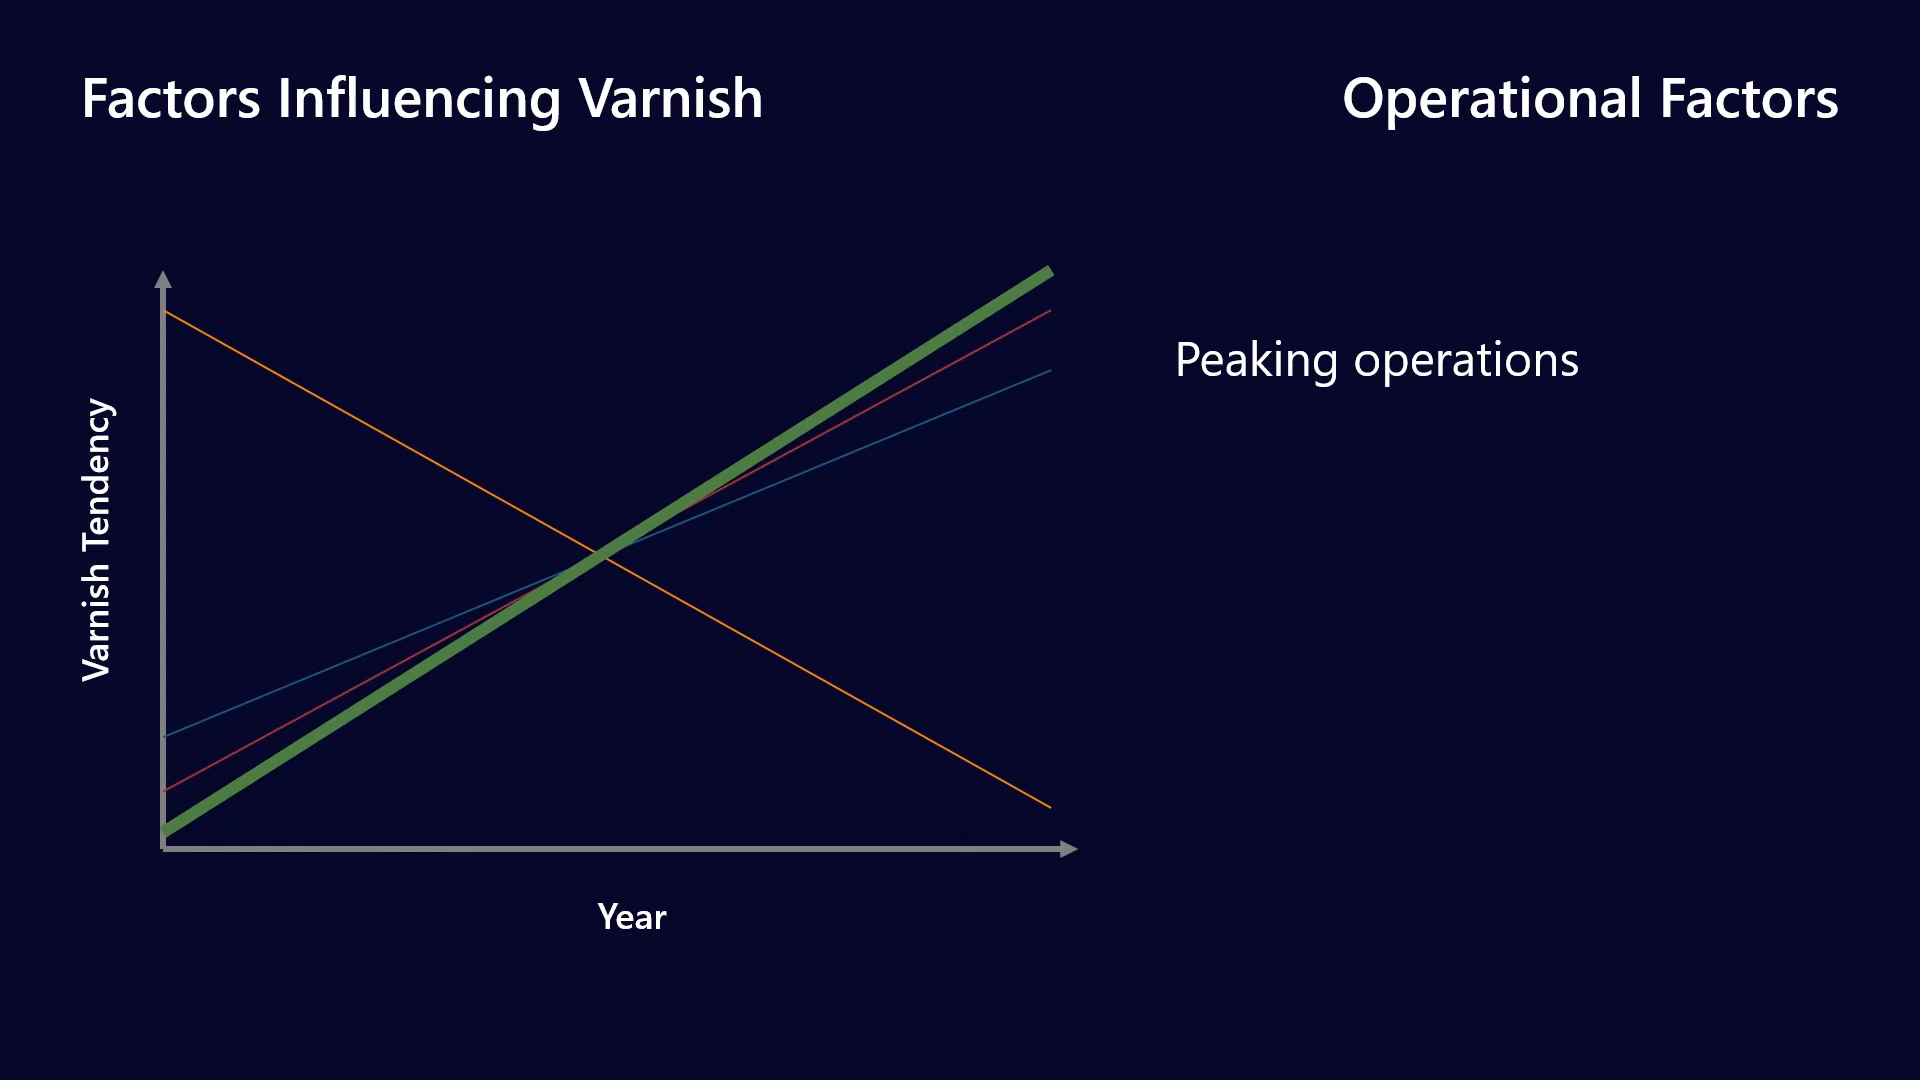 Factors Influencing Varnish
Operational Factors
Varnish Tendency
Peaking operations
Year